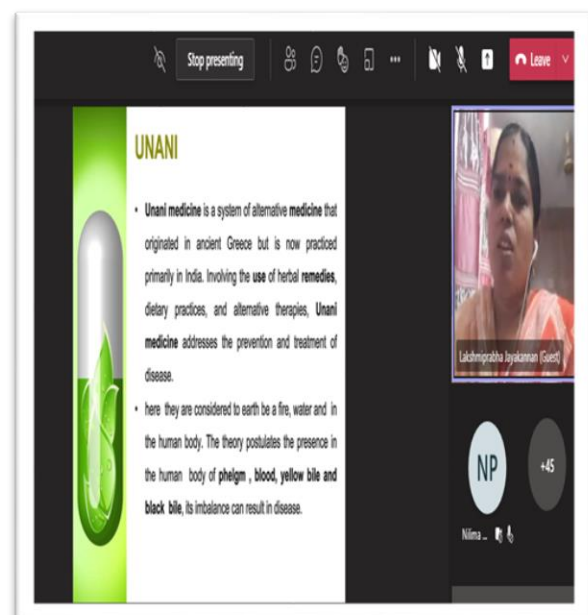 Stop presenting
Leave
UNANI
• Unani medicine is a system of alternative medicine that
originated in ancient Greece but is now practiced
primarily in India. Involving the use of herbal remedies,
dietary practices, and alternative therapies, Unani
medicine addresses the prevention and treatment of
disease.
• here they are considered to earth be a fire, water and in
the human body. The theory postulates the presence in
the human body of phelgm , blood, yellow bile and
black bile, its imbalance can result in disease.
Lakshmiprabha Jayakannan (Guest)
NP
+45
Nilima ...